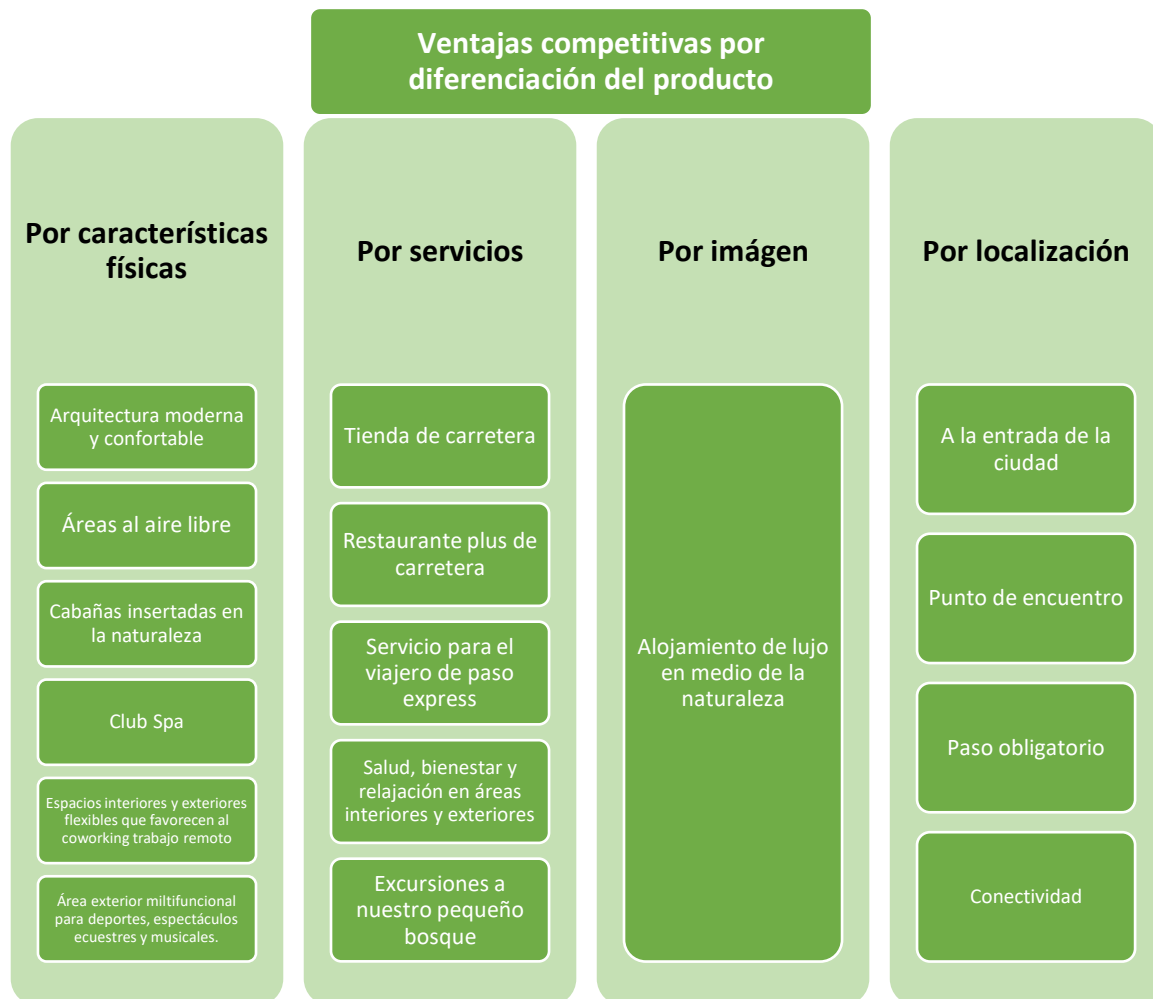 Ventajas competitivas por
diferenciación del producto
Por características
físicas
Arquitectura moderna
y confortable
Áreas al aire libre
Cabañas insertadas en
la naturaleza
Club Spa
Espacios interiores y exteriores
flexibles que favorecen al
coworking trabajo remoto
Área exterior miltifuncional
para deportes, espectáculos
ecuestres y musicales.
Por servicios
Tienda de carretera
Restaurante plus de
carretera
Servicio para el
viajero de paso
express
Salud, bienestar y
relajación en áreas
interiores y exteriores
Excursiones a
nuestro pequeño
bosque
Por imágen
Alojamiento de lujo
en medio de la
naturaleza
Por localización
A la entrada de la
ciudad
Punto de encuentro
Paso obligatorio
Conectividad